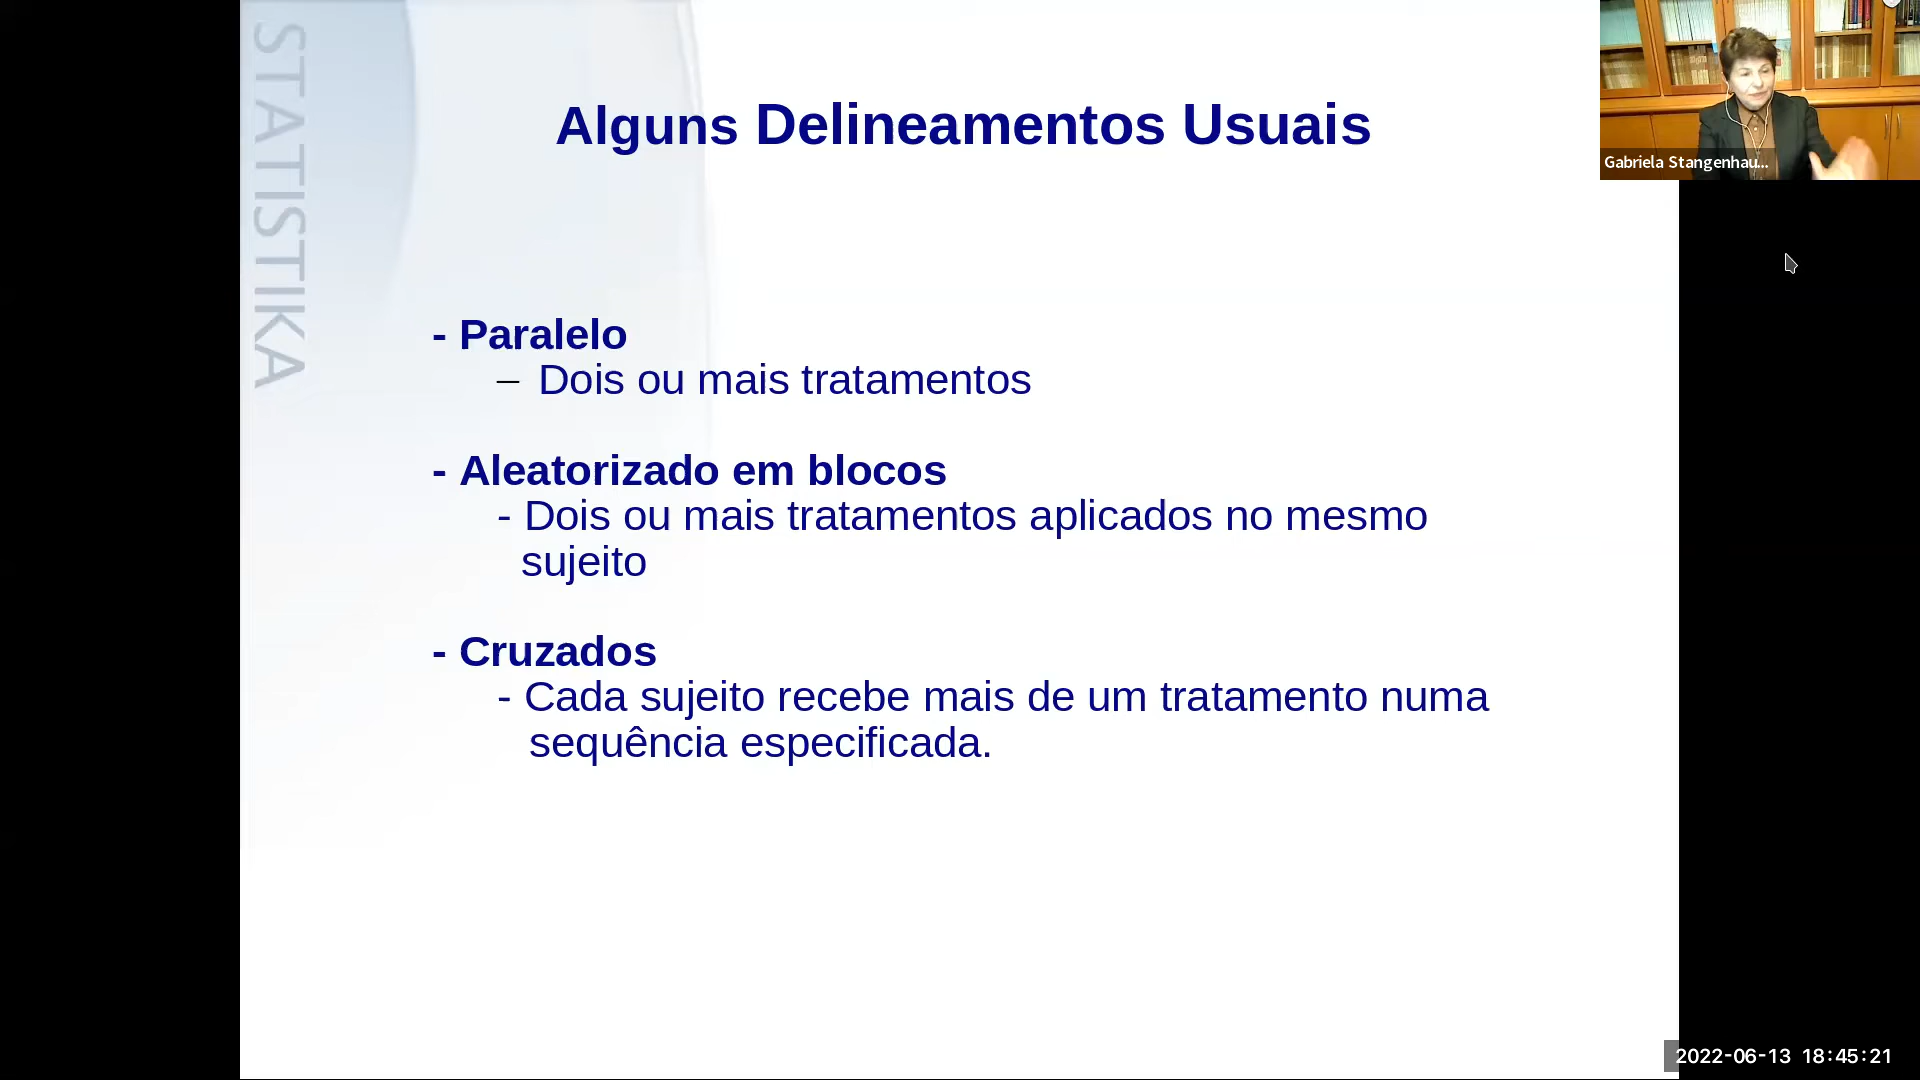 STATISTIKA
Alguns Delineamentos Usuais
Gabriela Stangenhau...
- Paralelo
– Dois ou mais tratamentos
- Aleatorizado em blocos
- Dois ou mais tratamentos aplicados no mesmo
sujeito
- Cruzados
- Cada sujeito recebe mais de um tratamento numa
sequência especificada.
2022-06-13 18:45:21